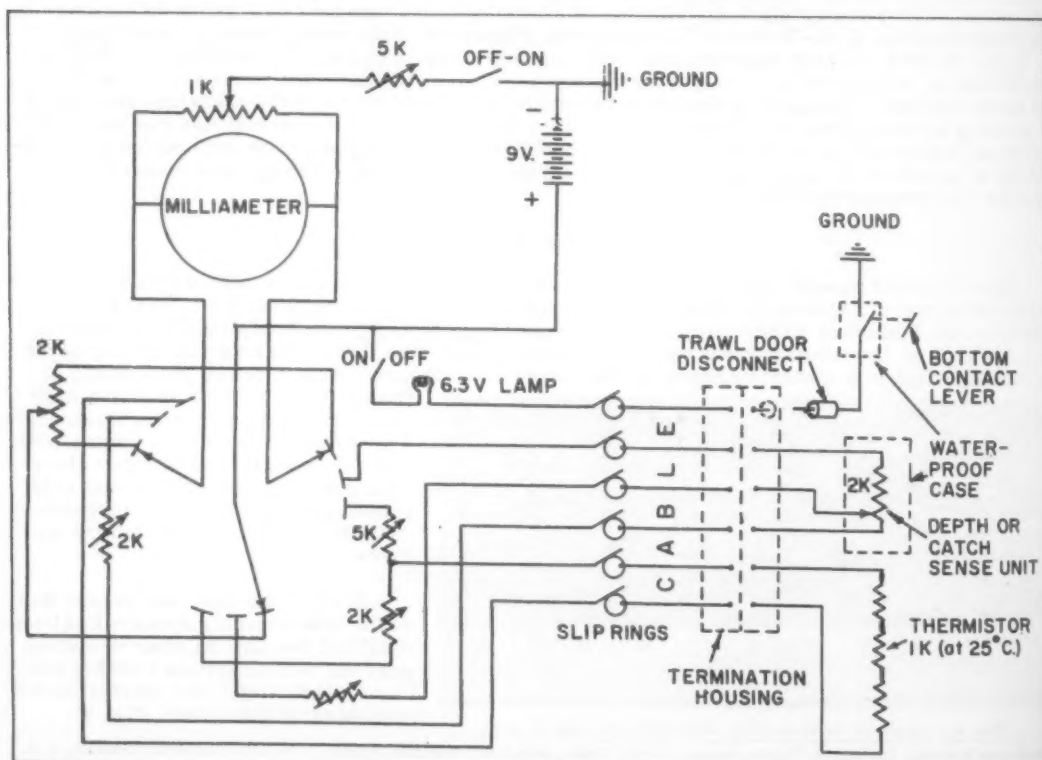 5K
OFF-ON
GROUND
1K
9V.
−
+
MILLIAMETER
GROUND
2K
ON OFF
6.3V LAMP
TRAWL DOOR
DISCONNECT
BOTTOM
CONTACT
LEVER
WATER-
PROOF
CASE
2K
DEPTH OR
CATCH
SENSE UNIT
2K
5K
2K
C A B L E
SLIP RINGS
TERMINATION
HOUSING
THERMISTOR
1K (at 25°C.)